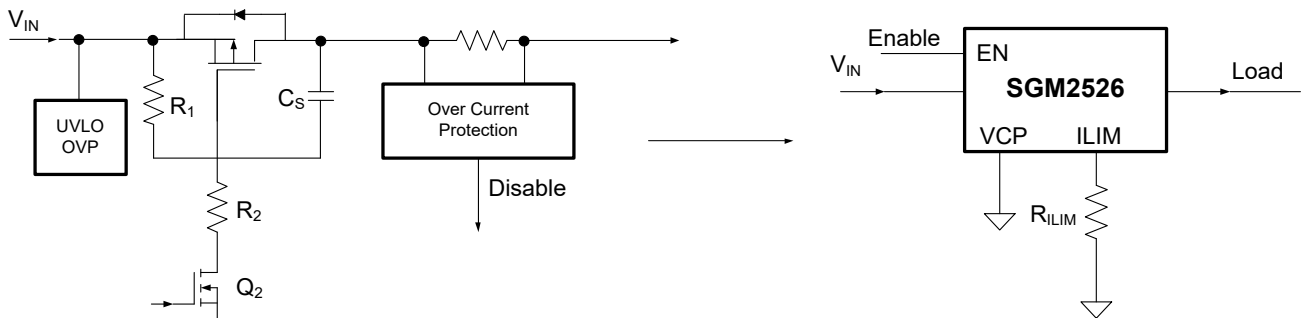 VIN
UVLO
OVP
R1
CS
Over Current
Protection
Disable
R2
Q2
Enable
VIN
EN
SGM2526
VCP
ILIM
Load
RILIM